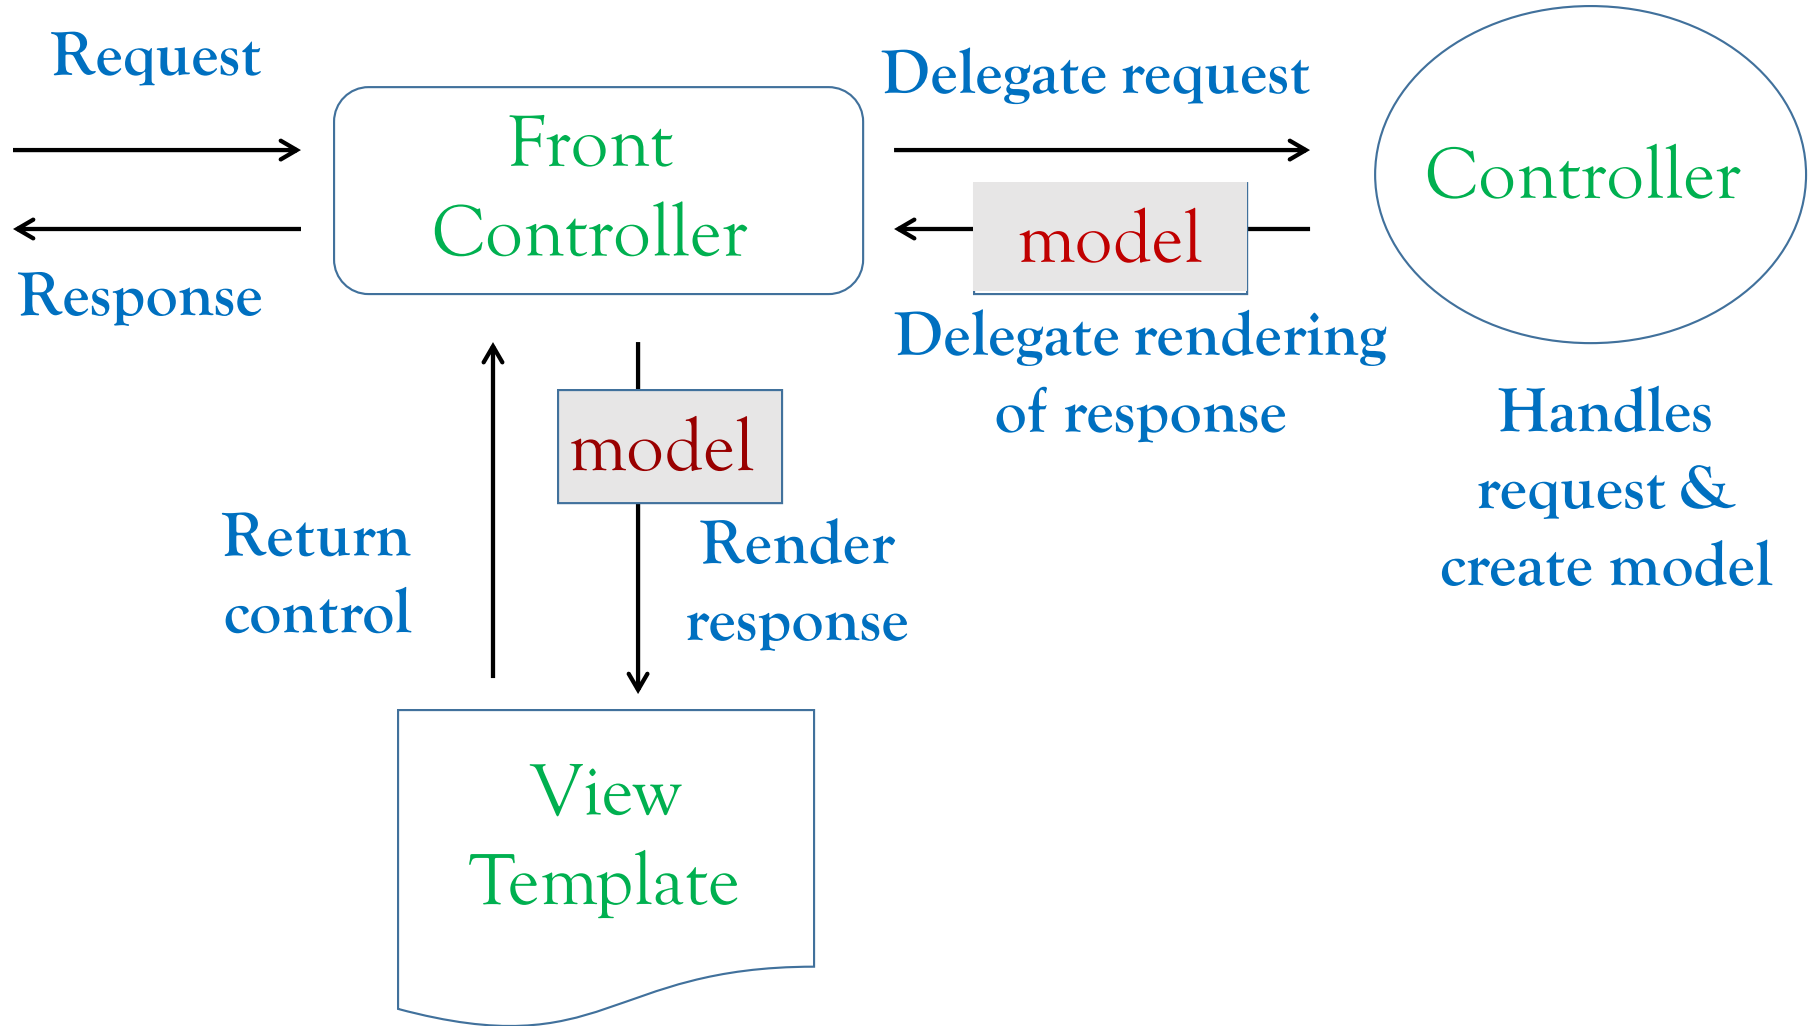 Request
Response
Front
Controller
Delegate request
model
Delegate rendering
of response
Controller
Handles
request &
create model
Return
control
model
Render
response
View
Template